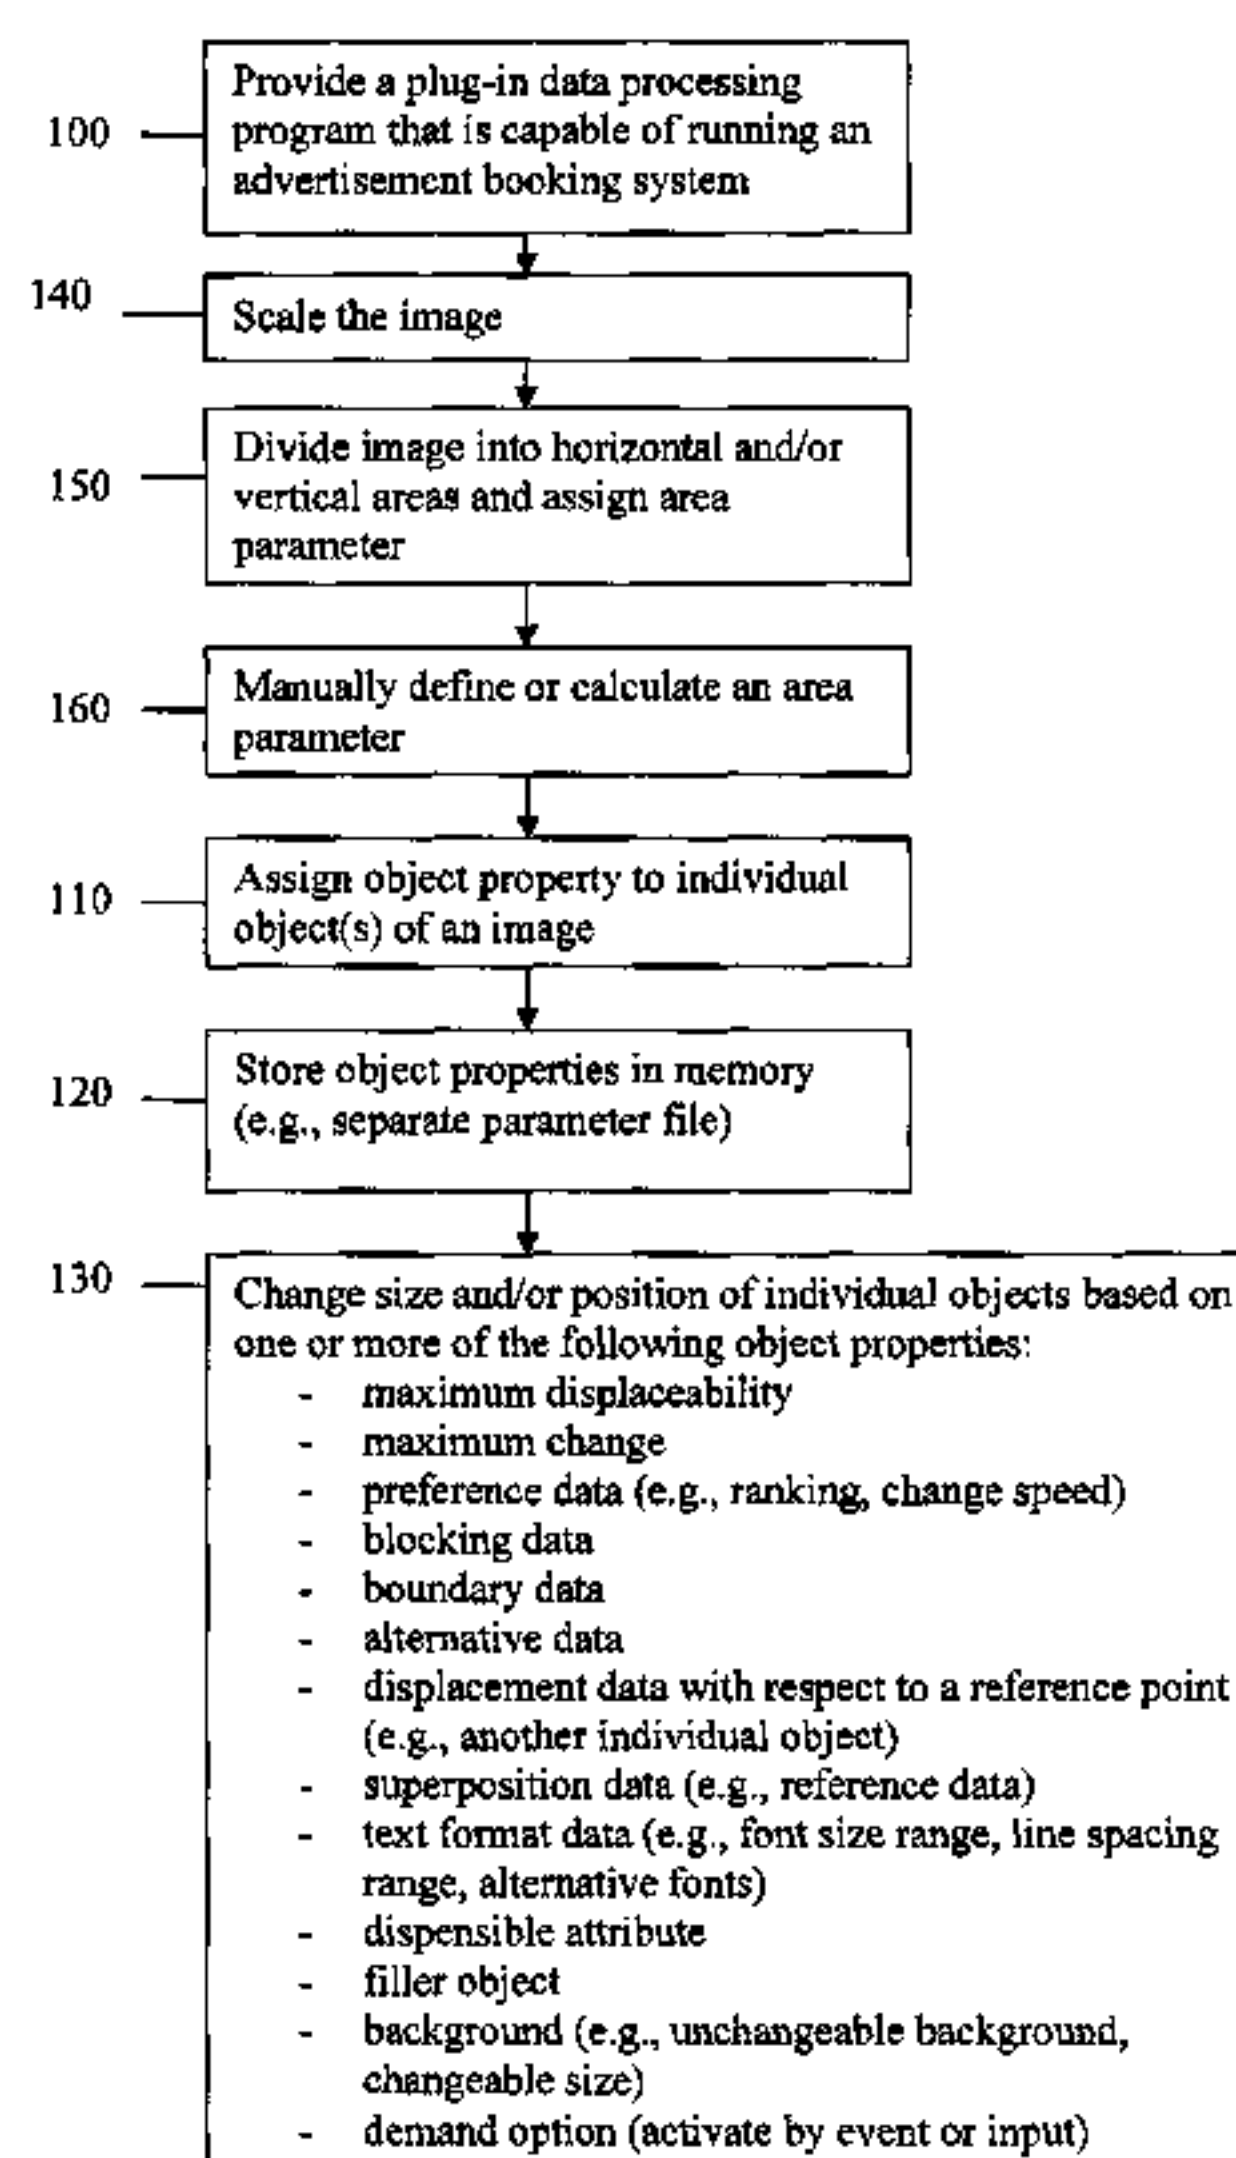 100
Provide a plug-in data processing
program that is capable of running an
advertisement booking system
140
Scale the image
150
Divide image into horizontal and/or
vertical areas and assign area
parameter
160
Manually define or calculate an area
parameter
110
Assign object property to individual
object(s) of an image
120
Store object properties in memory
(e.g., separate parameter file)
130
Change size and/or position of individual objects based on
one or more of the following object properties:
- maximum displaceability
- maximum change
- preference data (e.g., ranking, change speed)
- blocking data
- boundary data
- alternative data
- displacement data with respect to a reference point
(e.g., another individual object)
- superposition data (e.g., reference data)
- text format data (e.g., font size range, line spacing
range, alternative fonts)
- dispensible attribute
- filler object
- background (e.g., unchangeable background,
changeable size)
- demand option (activate by event or input)